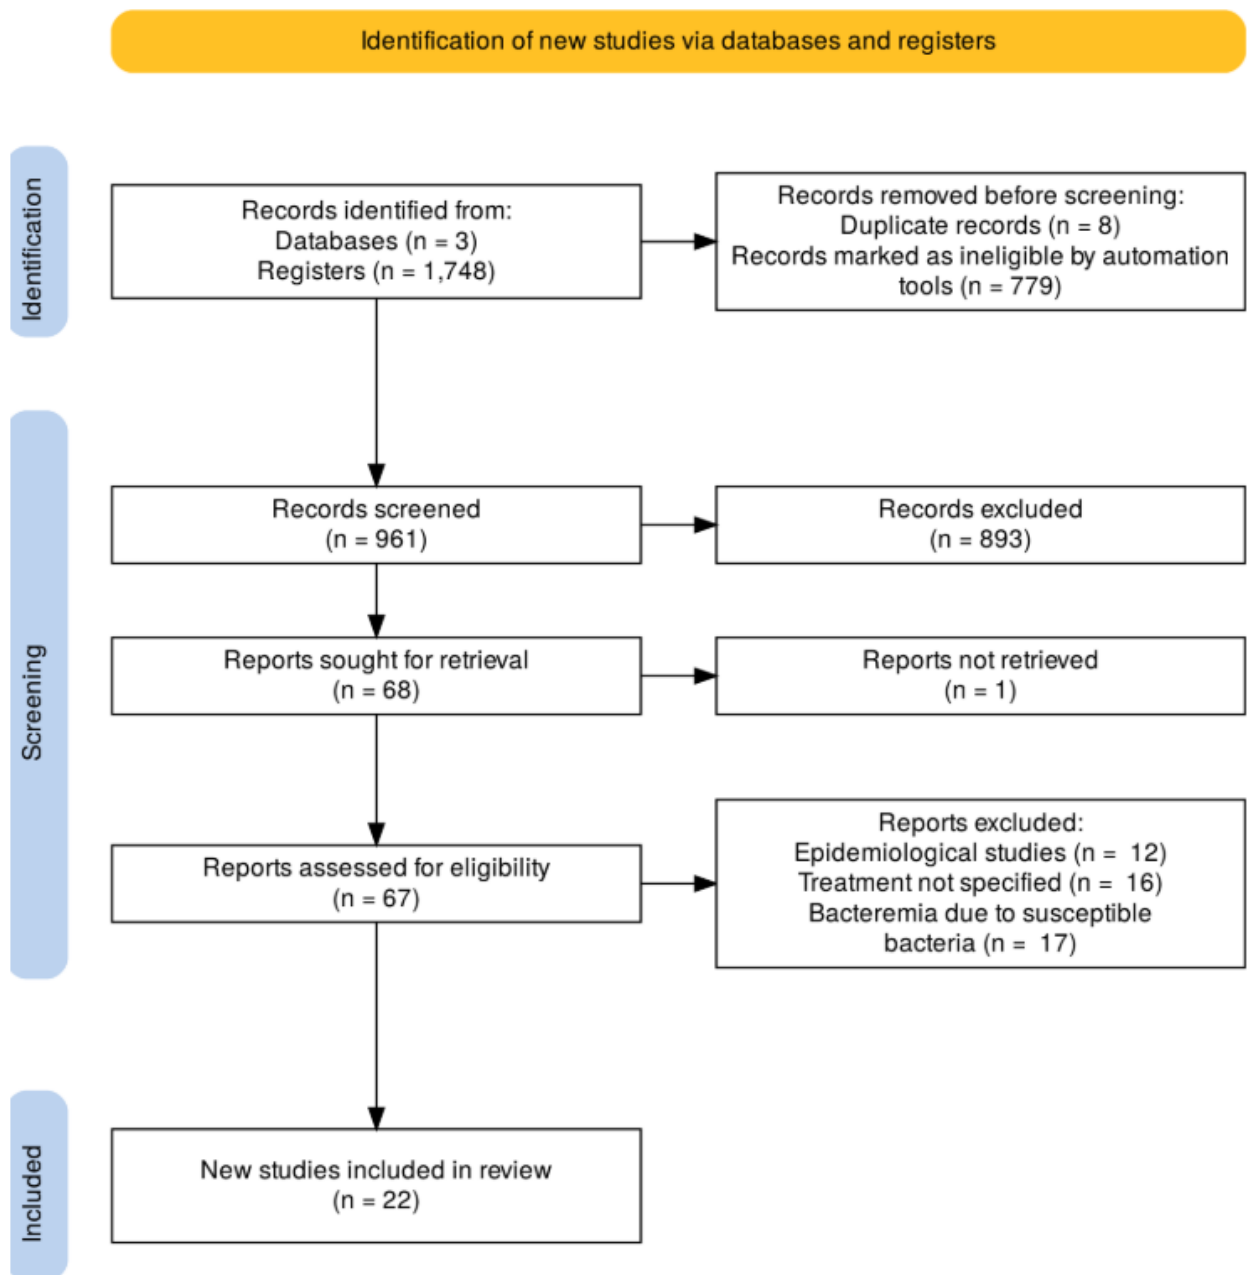 Identification of new studies via databases and registers
Identification
Records identified from:
Databases (n = 3)
Registers (n = 1,748)
Records removed before screening:
Duplicate records (n = 8)
Records marked as ineligible by automation
tools (n = 779)
Screening
Records screened
(n = 961)
Records excluded
(n = 893)
Reports sought for retrieval
(n = 68)
Reports not retrieved
(n = 1)
Reports assessed for eligibility
(n = 67)
Reports excluded:
Epidemiological studies (n = 12)
Treatment not specified (n = 16)
Bacteremia due to susceptible
bacteria (n = 17)
Included
New studies included in review
(n = 22)